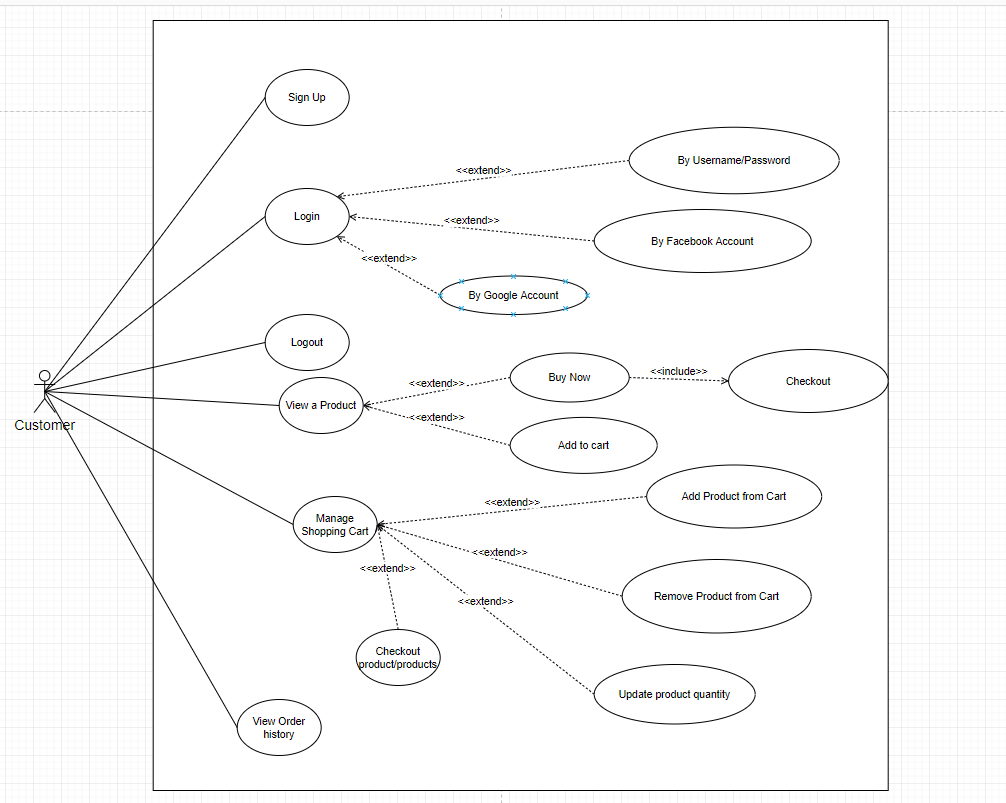 Sign Up
By Username/Password
<<extend>>
Login
<<extend>>
By Facebook Account
<<extend>>
By Google Account
Logout
Customer
View a Product
<<extend>>
Buy Now
<<include>>
Checkout
<<extend>>
Add to cart
Manage
Shopping Cart
<<extend>>
Add Product from Cart
<<extend>>
<<extend>>
Remove Product from Cart
<<extend>>
Checkout
product/products
Update product quantity
View Order
history